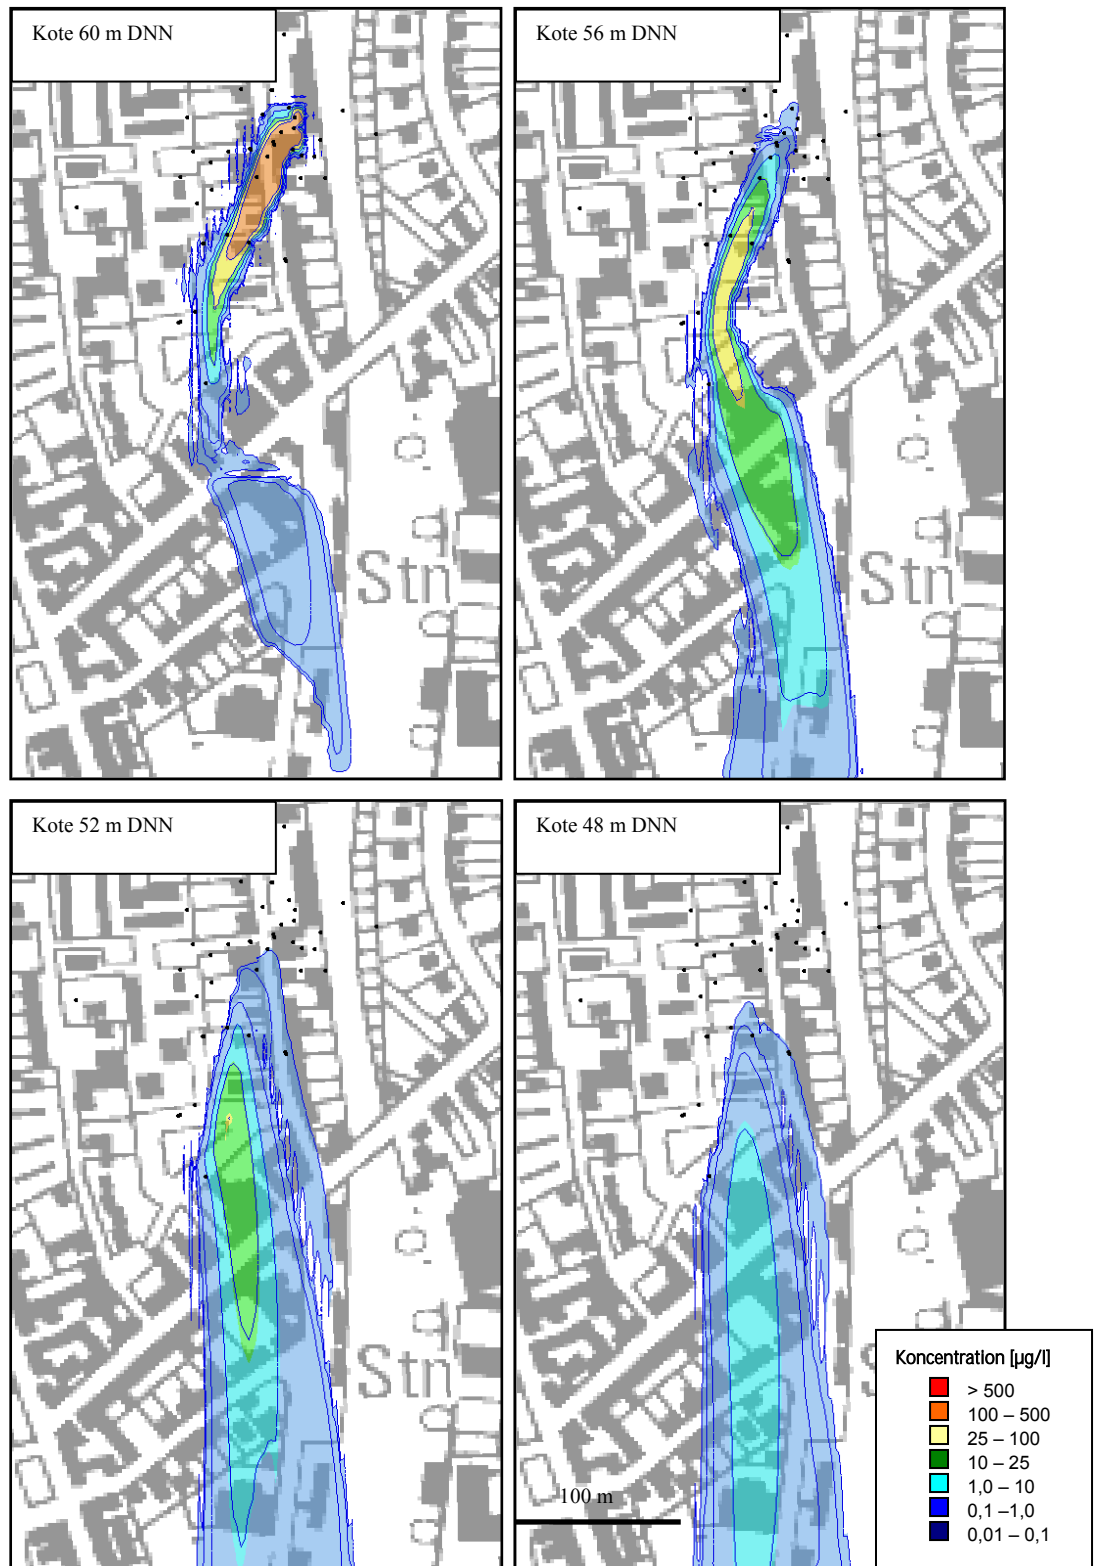 Kote 60 m DNN
Kote 56 m DNN
Stn
Stn
Kote 52 m DNN
Kote 48 m DNN
Stn
S
100 m
Koncentration [µg/l]
> 500
100 – 500
25 – 100
10 – 25
1,0 – 10
0,1 –1,0
0,01 – 0,1